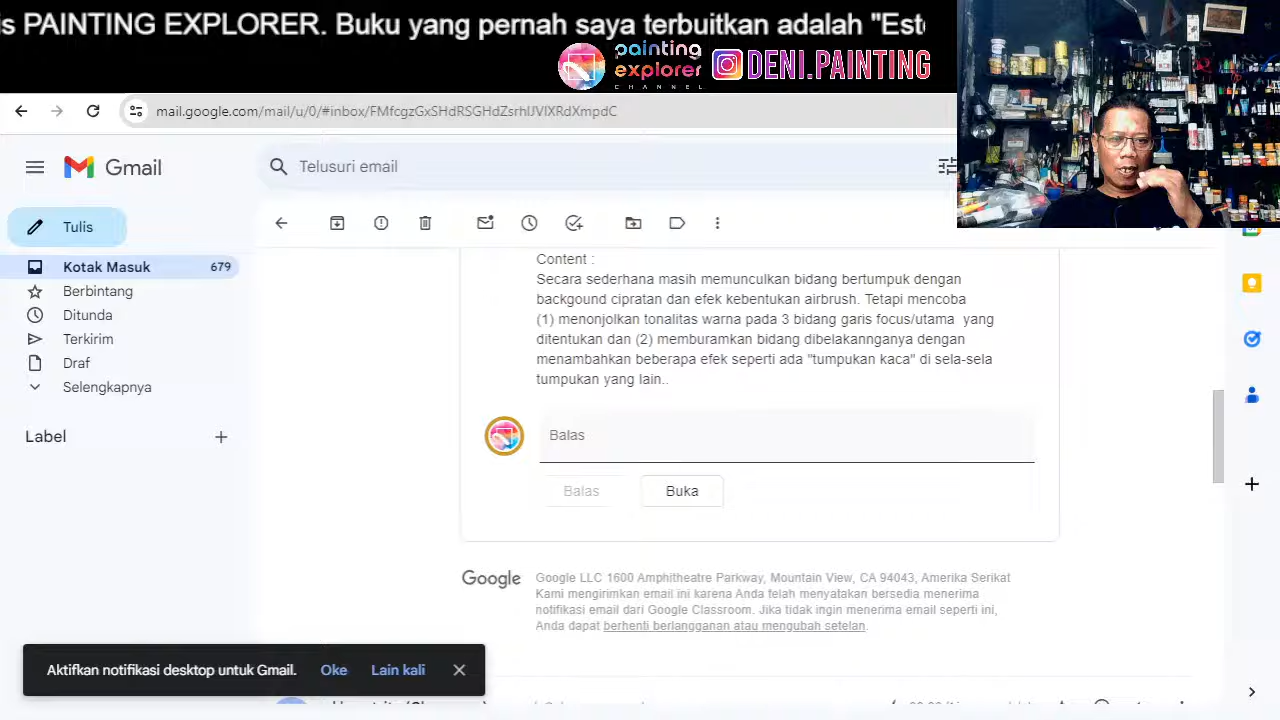 is PAINTING EXPLORER. Buku yang pernah saya terbuitkan adalah "Este
painting
explorer
CHANNEL
DENI.PAINTING
mail.google.com/mail/u/0/#inbox/FMfcgzGxSHdRSGHdZsrhlJVlXRdXmpdC
Gmail
Telusuri email
Tulis
Kotak Masuk 679
Berbintang
Ditunda
Terkirim
Draf
Selengkapnya
Label
Content :
Secara sederhana masih memunculkan bidang bertumpuk dengan
backgound cipratan dan efek kebentukan airbrush. Tetapi mencoba
(1) menonjolkan tonalitas warna pada 3 bidang garis focus/utama yang
ditentukan dan (2) memburamkan bidang dibelakannganya dengan
menambahkan beberapa efek seperti ada "tumpukan kaca" di sela-sela
tumpukan yang lain..
Balas
Balas
Buka
Google
Google LLC 1600 Amphitheatre Parkway, Mountain View, CA 94043, Amerika Serikat
Kami mengirimkan email ini karena Anda telah menyatakan bersedia menerima
notifikasi email dari Google Classroom. Jika tidak ingin menerima email seperti ini,
Anda dapat berhenti berlangganan atau mengubah setelan.
Aktifkan notifikasi desktop untuk Gmail. Oke Lain kali